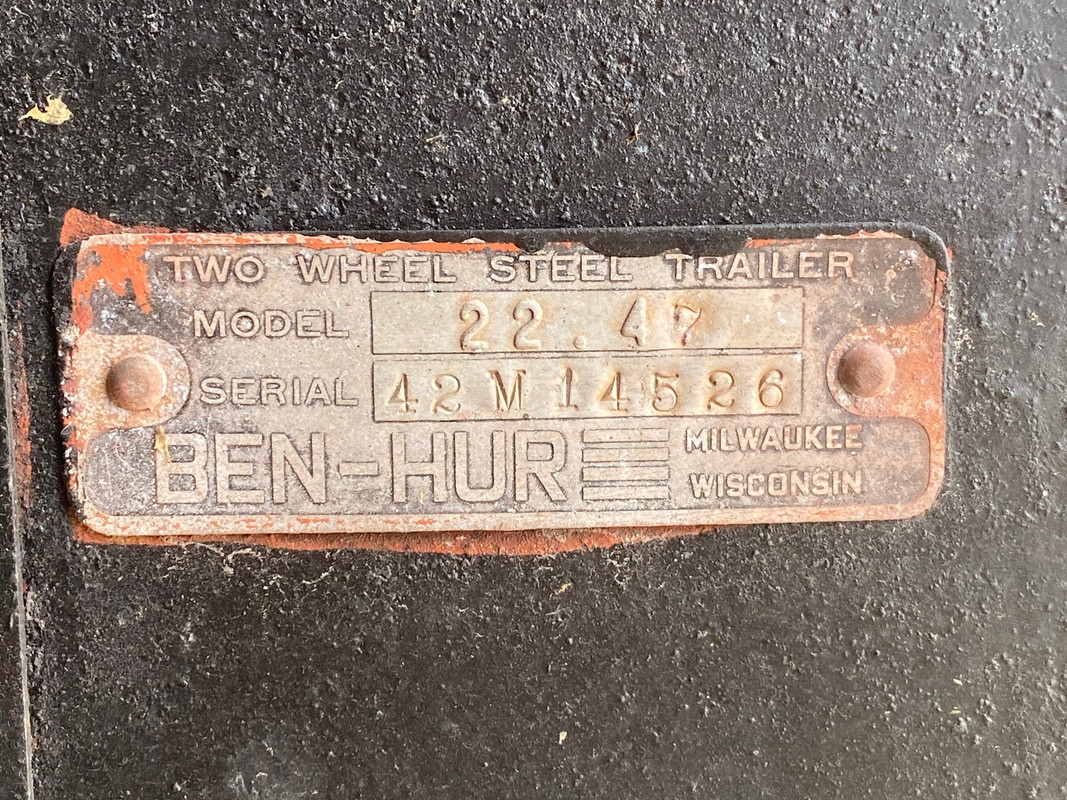 TWO WHEEL STEEL TRAILER
MODEL 22.47
SERIAL 42M14526
BEN-HUR MILWAUKEE
WISCONSIN